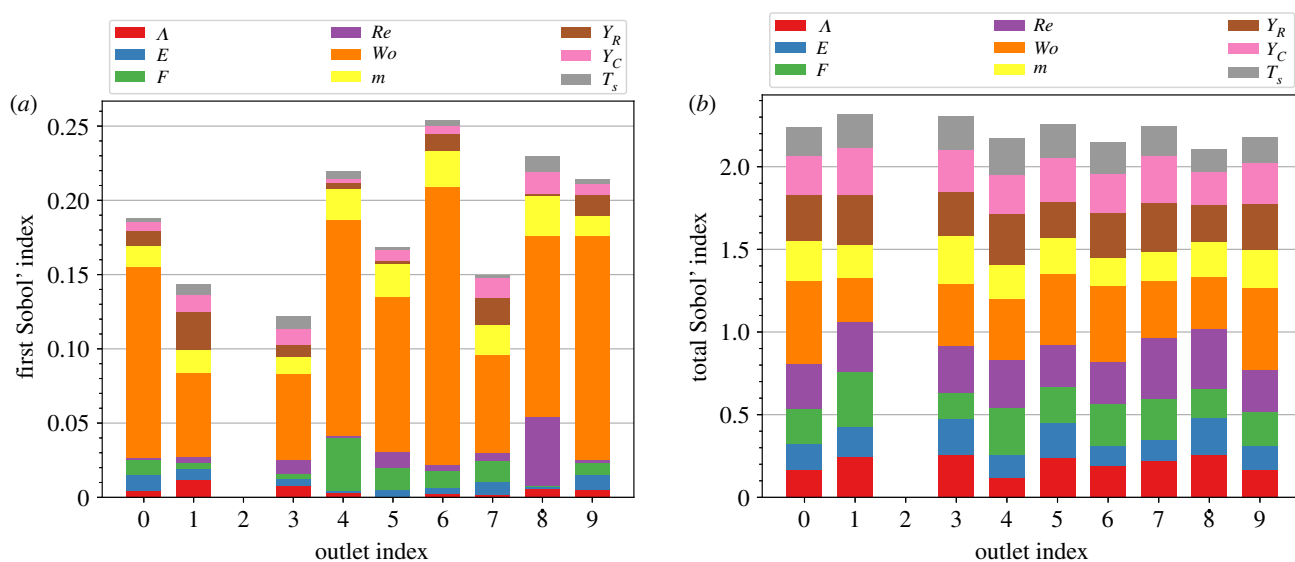 Λ Re Y_R
E Wo Y_C
F m T_s
(a)
first Sobol’ index
0.25
0.20
0.15
0.10
0.05
0
0 1 2 3 4 5 6 7 8 9
outlet index
Λ Re Y_R
E Wo Y_C
F m T_s
(b)
total Sobol’ index
2.0
1.5
1.0
0.5
0
0 1 2 3 4 5 6 7 8 9
outlet index